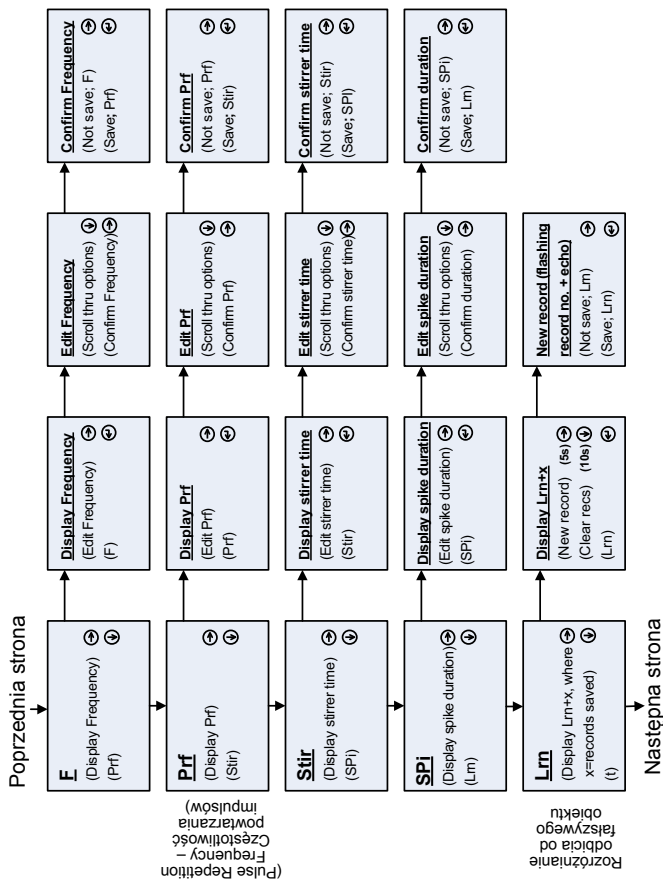 Poprzednia strona
F
(Display Frequency)
(Prf)
Display Frequency
(Edit Frequency)
(F)
Edit Frequency
(Scroll thru options)
(Confirm Frequency)
Confirm Frequency
(Not save; F)
(Save; Prf)
(Pulse Repetition
Frequency –
Częstotliwość
powtarzania
impulsów)
Prf
(Display Prf)
(Stir)
Display Prf
(Edit Prf)
(Prf)
Edit Prf
(Scroll thru options)
(Confirm Prf)
Confirm Prf
(Not save; Prf)
(Save; Stir)
Stir
(Display stirrer time)
(SPi)
Display stirrer time
(Edit stirrer time)
(Stir)
Edit stirrer time
(Scroll thru options)
(Confirm stirrer time)
Confirm stirrer time
(Not save; Stir)
(Save; SPI)
SPi
(Display spike duration)
(Lrn)
Display spike duration
(Edit spike duration)
(SPi)
Edit spike duration
(Scroll thru options)
(Confirm duration)
Confirm duration
(Not save; SPi)
(Save; Lrn)
Rozróżnianie
odbicia od
fałszywego
obiektu
Lrn
(Display Lrn+x, where
x=records saved)
(t)
Display Lrn+x
(New record) (5s)
(Clear recs) (10s)
(Lrn)
New record (flashing
record no. + echo)
(Not save; Lrn)
(Save; Lrn)
Następna strona